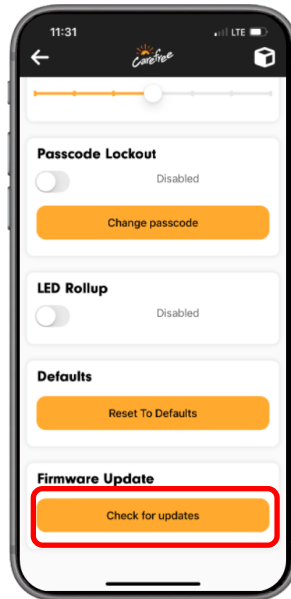 11:31
LTE
Carefree
Passcode Lockout
Disabled
Change passcode
LED Rollup
Disabled
Defaults
Reset To Defaults
Firmware Update
Check for updates